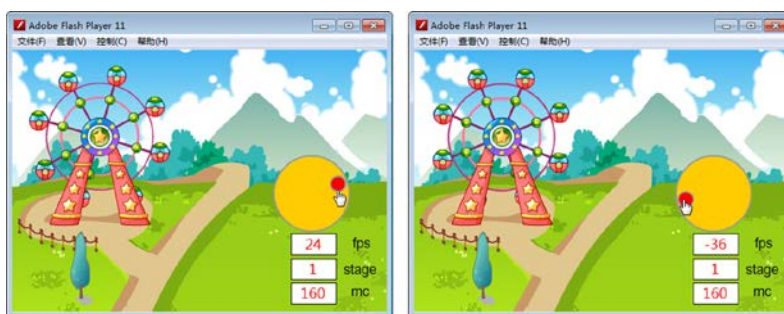 Adobe Flash Player 11
文件(F) 查看(V) 控制(C) 帮助(H)
24 fps
1 stage
160 mc
Adobe Flash Player 11
文件(F) 查看(V) 控制(C) 帮助(H)
-36 fps
1 stage
160 mc